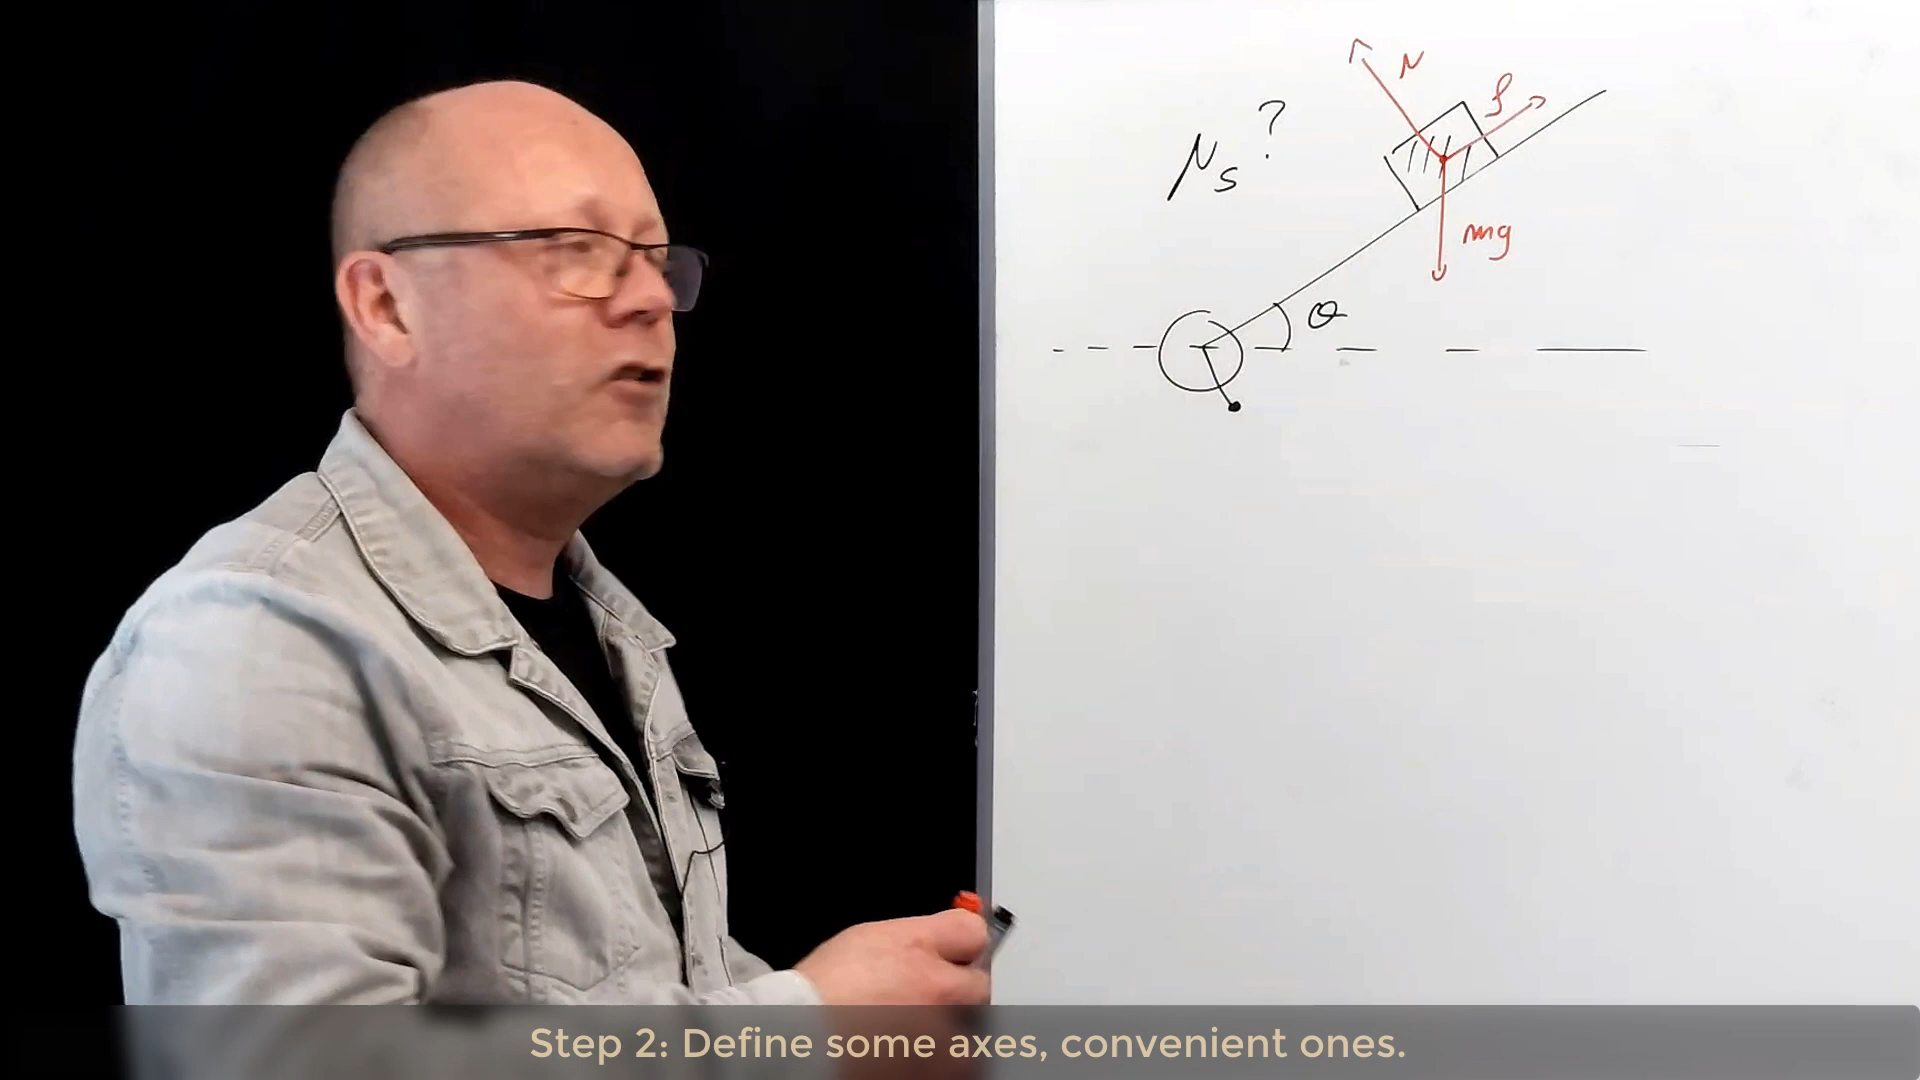 N
f
μs?
mg
θ
Step 2: Define some axes, convenient ones.